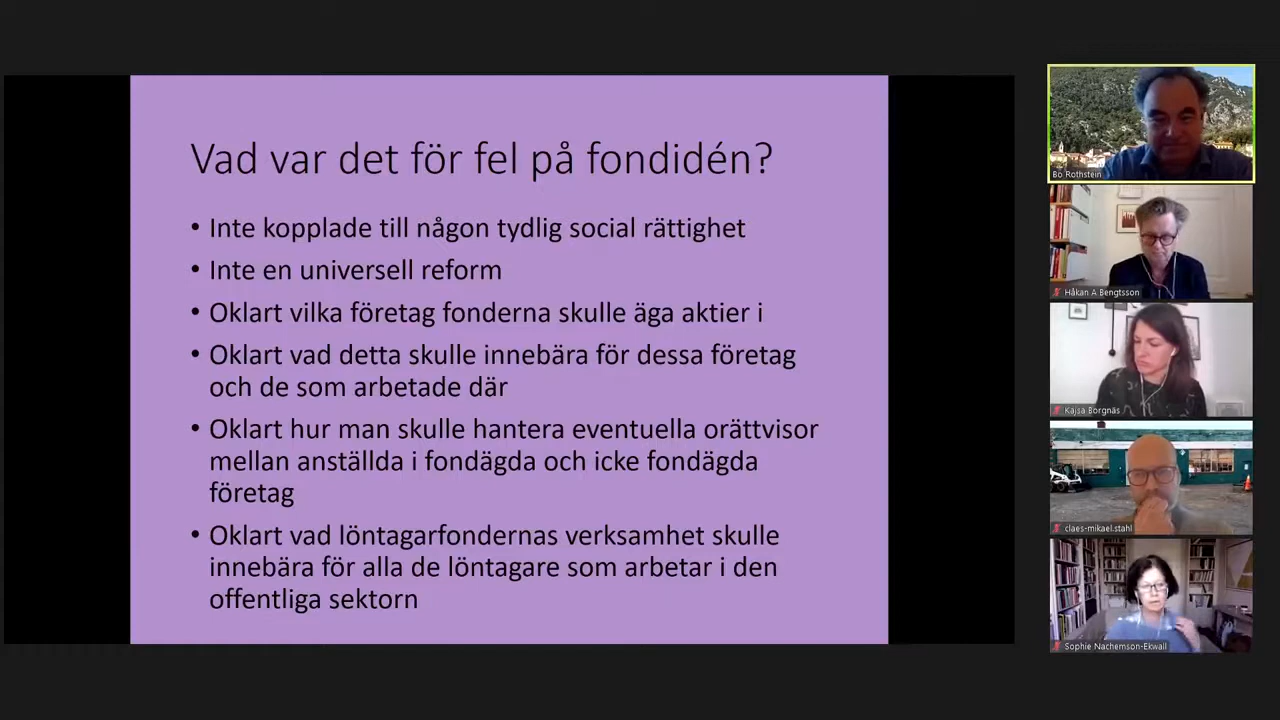 Vad var det för fel på fondidén?
• Inte kopplade till någon tydlig social rättighet
• Inte en universell reform
• Oklart vilka företag fonderna skulle äga aktier i
• Oklart vad detta skulle innebära för dessa företag
och de som arbetade där
• Oklart hur man skulle hantera eventuella orättvisor
mellan anställda i fondägda och icke fondägda
företag
• Oklart vad löntagarfondernas verksamhet skulle
innebära för alla de löntagare som arbetar i den
offentliga sektorn
Bo Rothstein
Håkan A Bengtsson
Kajsa Borgnäs
claes-mikael.stahl
Sophie Nachemson-Ekwall